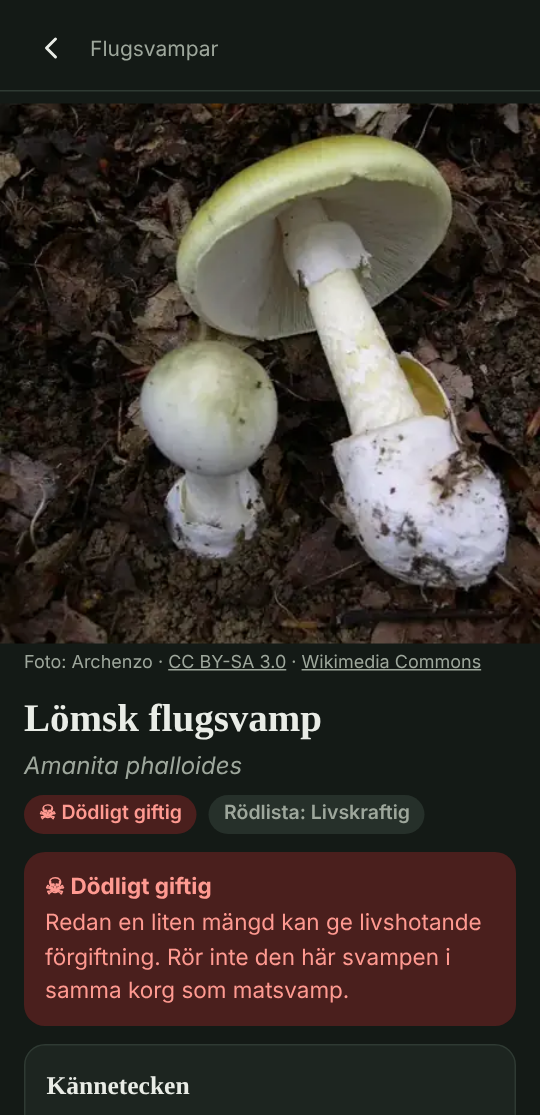 Flugsvampar
Foto: Archenzo · CC BY-SA 3.0 · Wikimedia Commons
Lömsk flugsvamp
Amanita phalloides
☠ Dödligt giftig
Rödlista: Livskraftig
☠ Dödligt giftig
Redan en liten mängd kan ge livshotande
förgiftning. Rör inte den här svampen i
samma korg som matsvamp.
Kännetecken